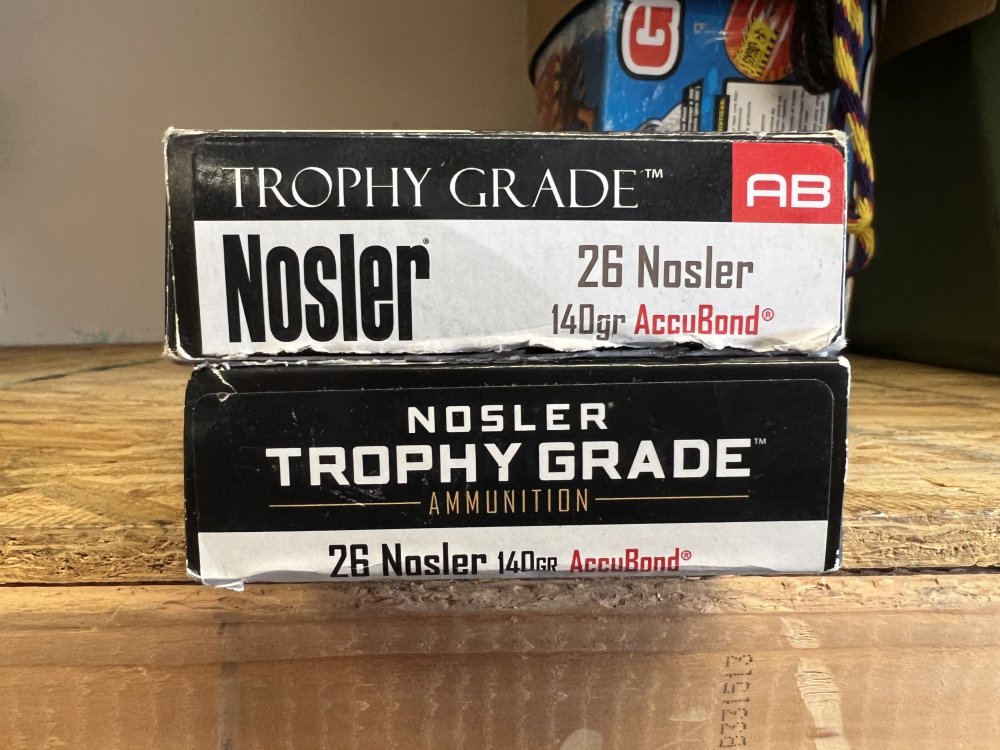 G
TROPHY GRADE™
AB
Nosler®
26 Nosler
140gr AccuBond®
NOSLER®
TROPHY GRADE™
AMMUNITION
26 Nosler 140GR AccuBond®